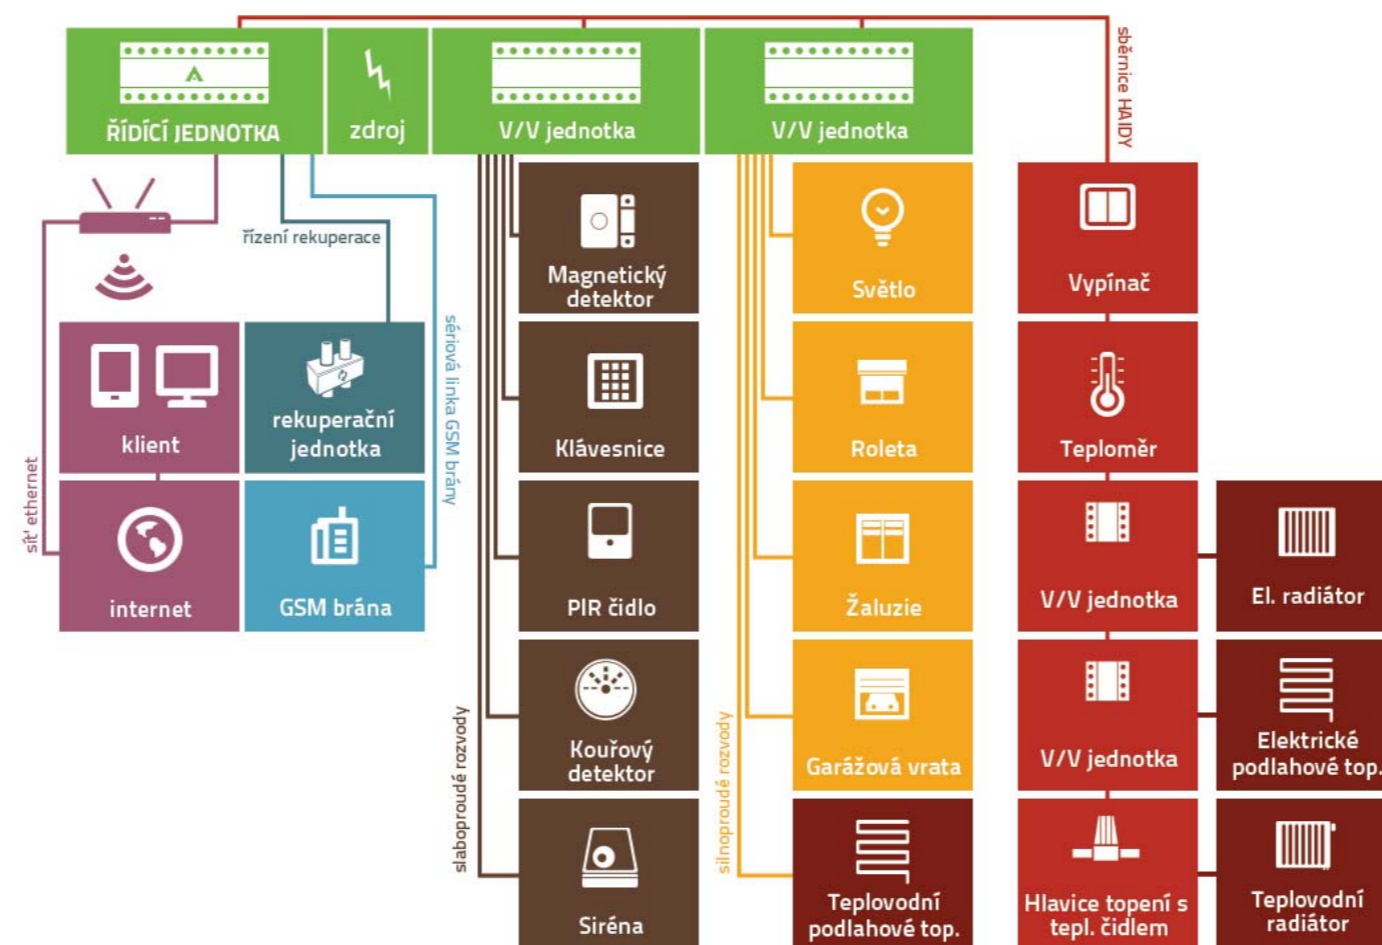 ŘÍDÍCÍ JEDNOTKA
zdroj
V/V jednotka
V/V jednotka
sběrnice HAIDY
řízení rekuperace
sériová linka GSM brány
síť ethernet
klient
internet
rekuperační
jednotka
GSM brána
slaboproudé rozvody
Magnetický
detektor
Klávesnice
PIR čidlo
Kouřový
detektor
Siréna
silnoproudé rozvody
Světlo
Roleta
Žaluzie
Garážová vrata
Teplovodní
podlahové top.
Vypínač
Teploměr
V/V jednotka
El. radiátor
V/V jednotka
Elektrické
podlahové top.
Hlavice topení s
tepl. čidlem
Teplovodní
radiátor